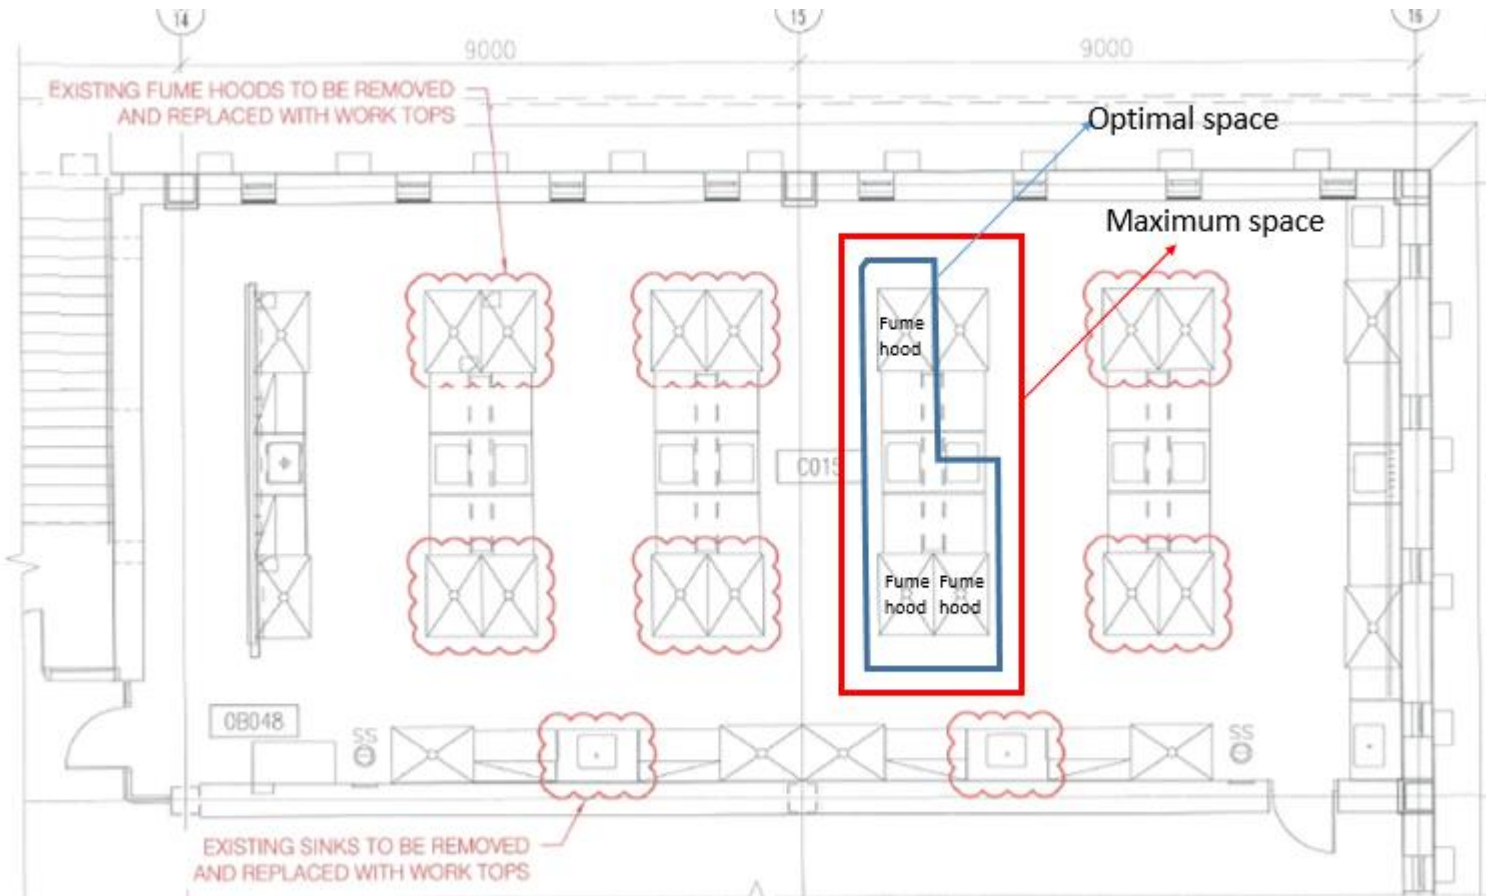 14
15
16
9000
9000
EXISTING FUME HOODS TO BE REMOVED
AND REPLACED WITH WORK TOPS
Optimal space
Maximum space
Fume
hood
C015
Fume
hood
Fume
hood
0B048
SS
SS
EXISTING SINKS TO BE REMOVED
AND REPLACED WITH WORK TOPS